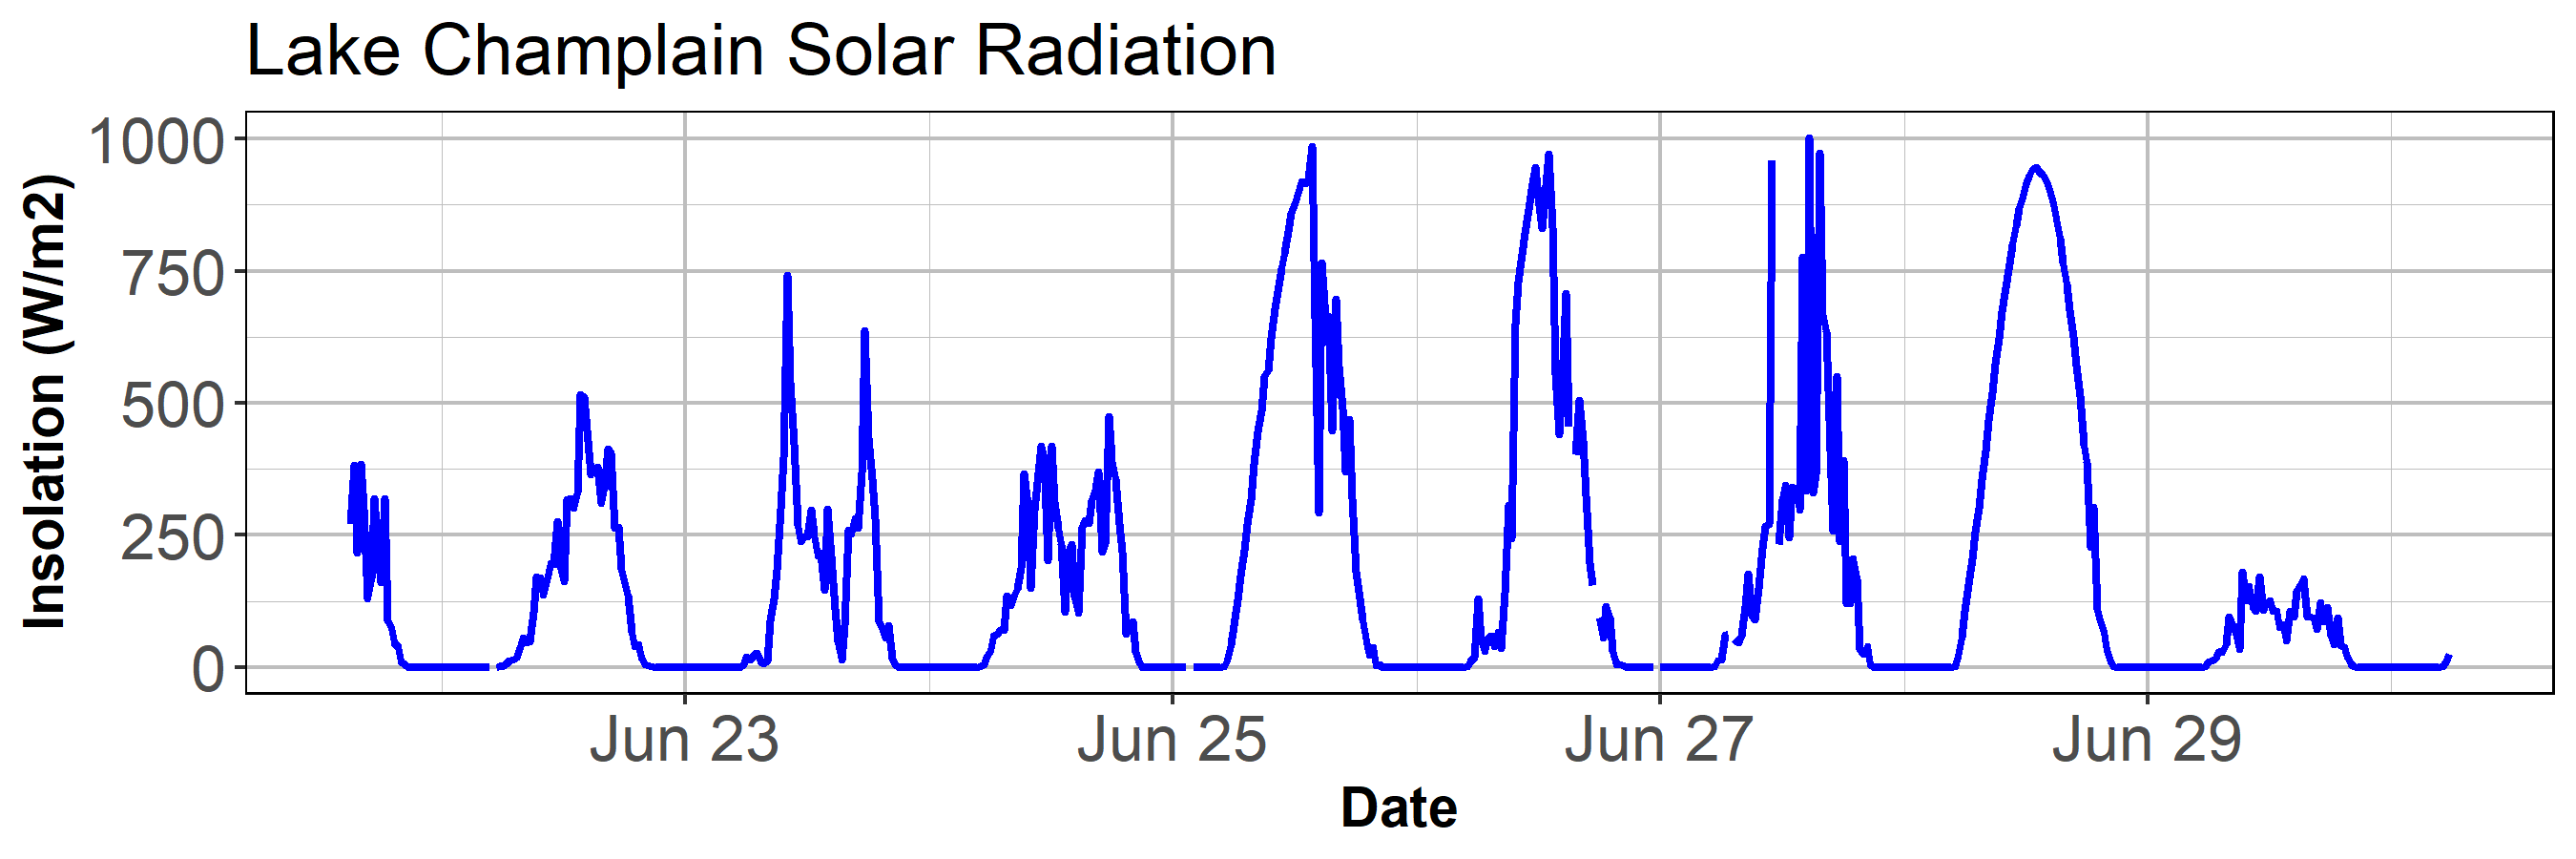 Lake Champlain Solar Radiation
1000
750
500
250
0
Insolation (W/m2)
Jun 23 Jun 25 Jun 27 Jun 29
Date